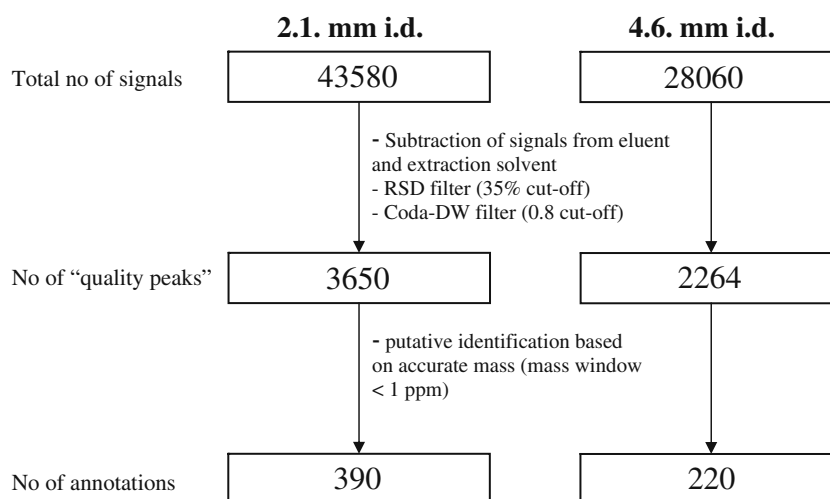 2.1. mm i.d.
4.6. mm i.d.
Total no of signals
43580
28060
- Subtraction of signals from eluent
and extraction solvent
- RSD filter (35% cut-off)
- Coda-DW filter (0.8 cut-off)
No of “quality peaks”
3650
2264
- putative identification based
on accurate mass (mass window
< 1 ppm)
No of annotations
390
220